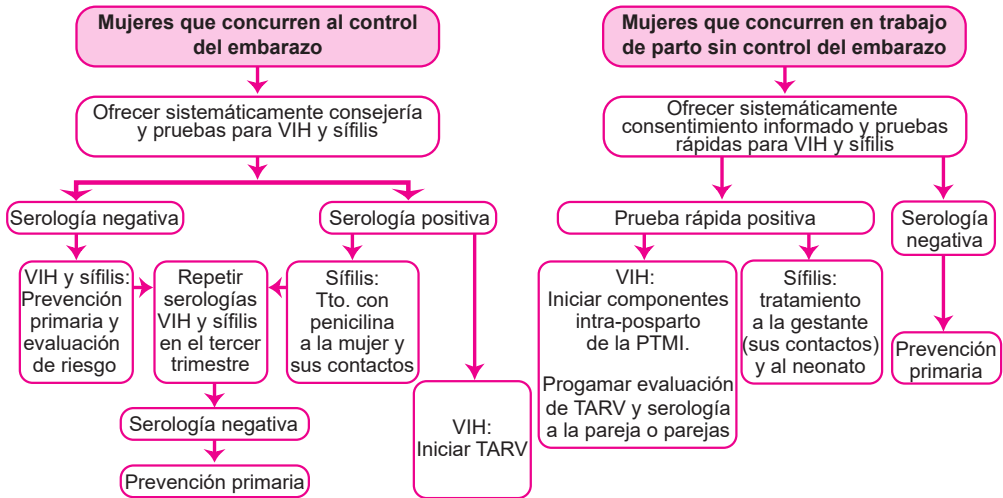 Mujeres que concurren al control
del embarazo
Ofrecer sistemáticamente consejería
y pruebas para VIH y sífilis
Serología negativa
Serología positiva
VIH y sífilis:
Prevención
primaria y
evaluación
de riesgo
Repetir
serologías
VIH y sífilis
en el tercer
trimestre
Sífilis:
Tto. con
penicilina
a la mujer y
sus contactos
Serología negativa
Prevención primaria
VIH:
Iniciar TARV
Mujeres que concurren en trabajo
de parto sin control del embarazo
Ofrecer sistemáticamente
consentimiento informado y pruebas
rápidas para VIH y sífilis
Prueba rápida positiva
Serología
negativa
VIH:
Iniciar componentes
intra-posparto
de la PTMI.
Progamar evaluación
de TARV y serología
a la pareja o parejas
Sífilis:
tratamiento
a la gestante
(sus contactos)
y al neonato
Prevención
primaria